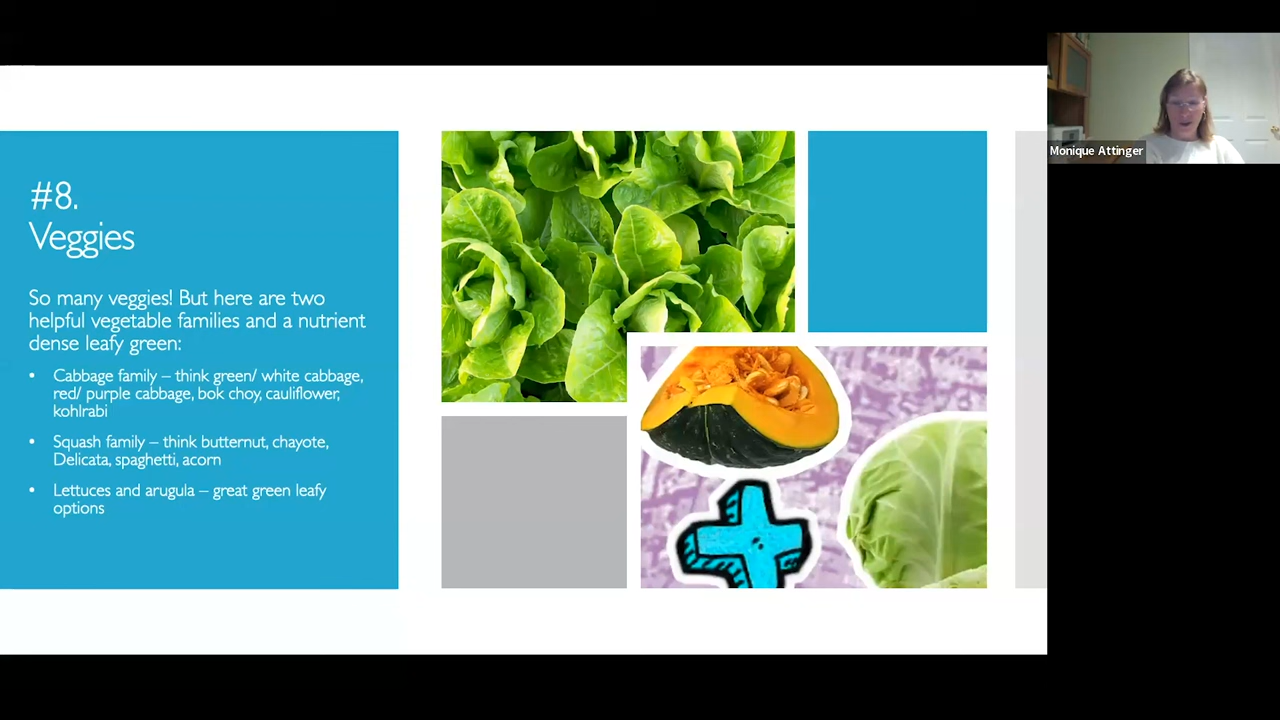 #8.
Veggies
So many veggies! But here are two
helpful vegetable families and a nutrient
dense leafy green:
• Cabbage family – think green/ white cabbage,
red/ purple cabbage, bok choy, cauliflower,
kohlrabi
• Squash family – think butternut, chayote,
Delicata, spaghetti, acorn
• Lettuces and arugula – great green leafy
options
Monique Attinger